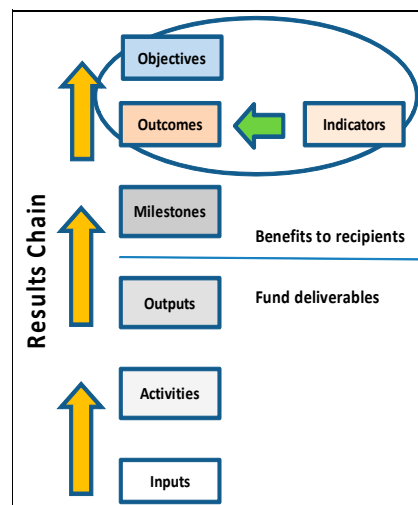 Objectives
Outcomes
Indicators
Milestones
Benefits to recipients
Results Chain
Outputs
Fund deliverables
Activities
Inputs